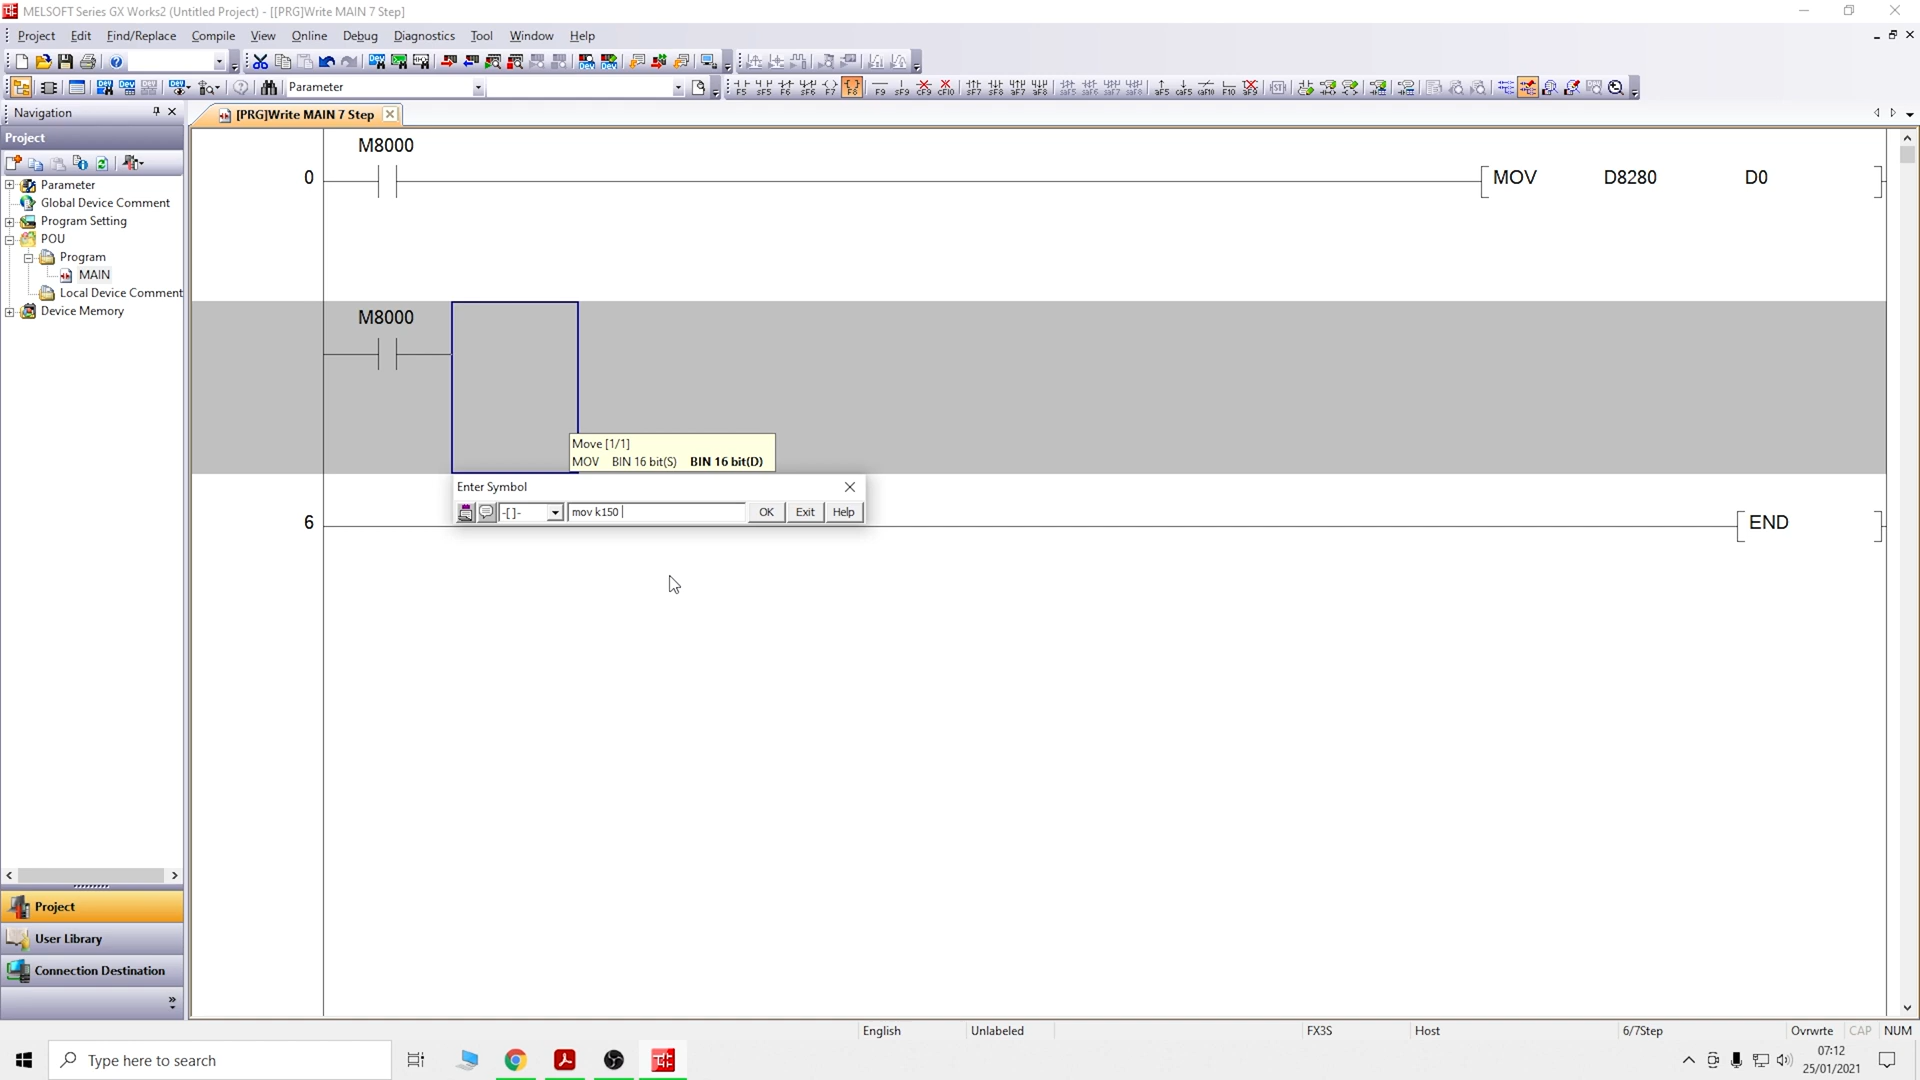 MELSOFT Series GX Works2 (Untitled Project) - [[PRG]Write MAIN 7 Step]
Project Edit Find/Replace Compile View Online Debug Diagnostics Tool Window Help
Parameter
Navigation
Project
Parameter
Global Device Comment
Program Setting
POU
Program
MAIN
Local Device Comment
Device Memory
Project
User Library
Connection Destination
[PRG]Write MAIN 7 Step
M8000
0 MOV D8280 D0
M8000
Move [1/1]
MOV BIN 16 bit(S) BIN 16 bit(D)
Enter Symbol
-[ ]- mov k150 OK Exit Help
6 END
English Unlabeled FX3S Host 6/7Step Ovrwrte CAP NUM
Type here to search
07:12
25/01/2021